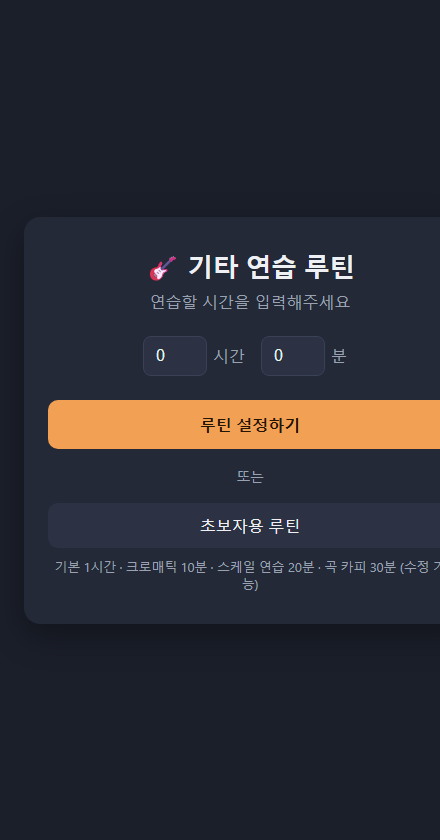 기타 연습 루틴
연습할 시간을 입력해주세요
0 시간 0 분
루틴 설정하기
또는
초보자용 루틴
기본 1시간 · 크로매틱 10분 · 스케일 연습 20분 · 곡 카피 30분 (수정 가
능)